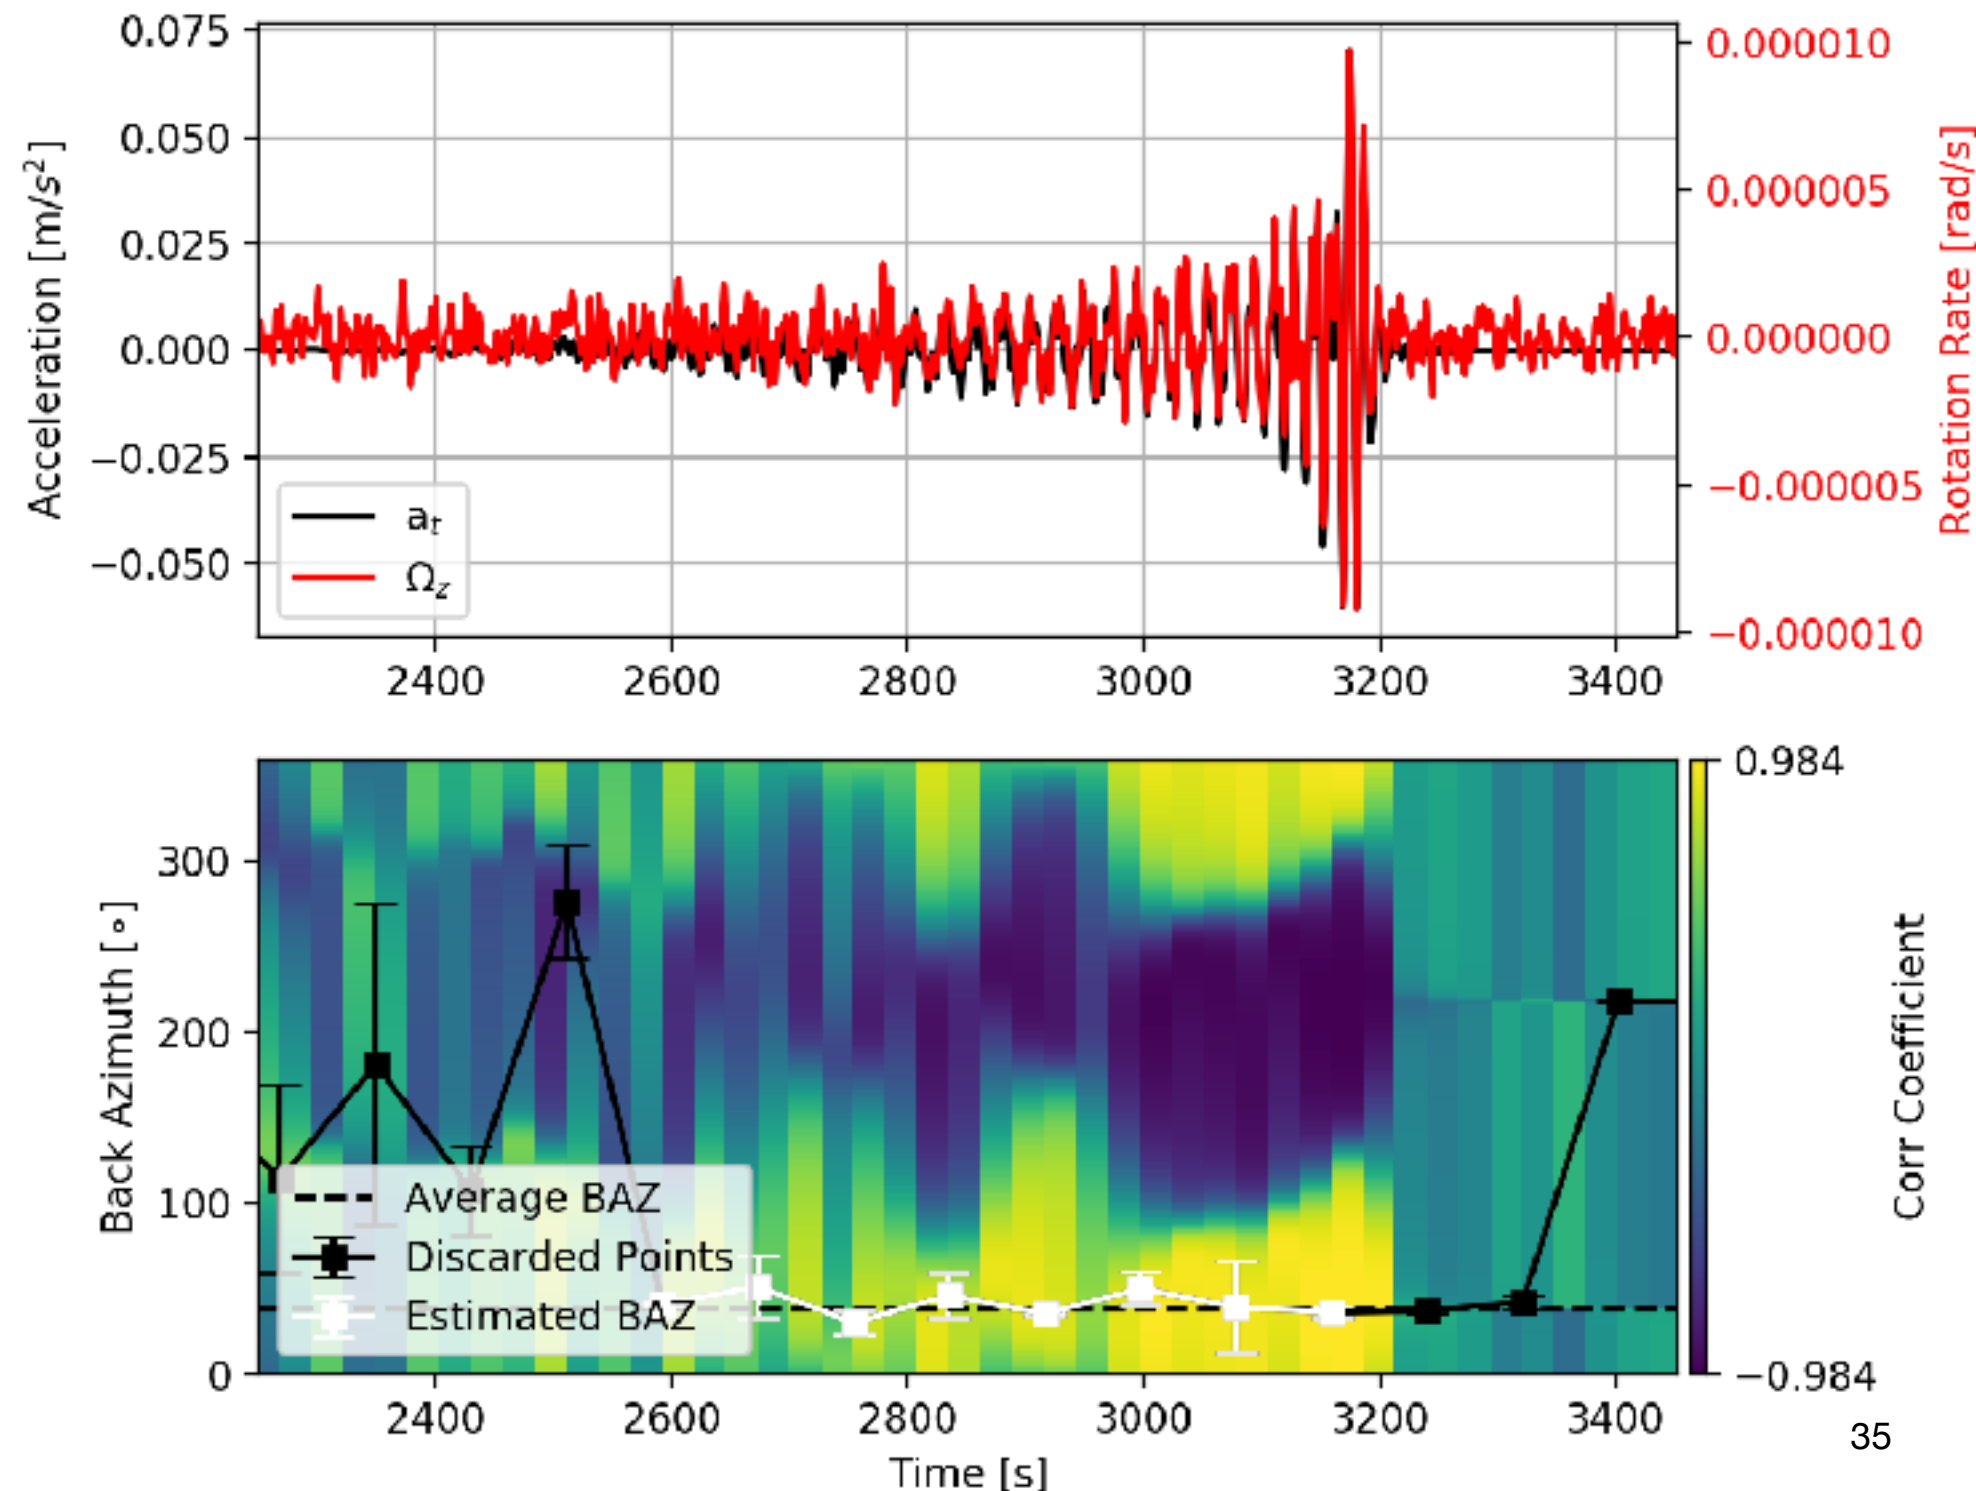 0.075
0.050
0.025
0.000
−0.025
−0.050
Acceleration [m/s²]
0.000010
0.000005
0.000000
−0.000005
−0.000010
Rotation Rate [rad/s]
aₜ
Ω_z
2400 2600 2800 3000 3200 3400
300
200
100
0
Back Azimuth [∘]
Average BAZ
Discarded Points
Estimated BAZ
0.984
−0.984
Corr Coefficient
2400 2600 2800 3000 3200 3400
Time [s]
35